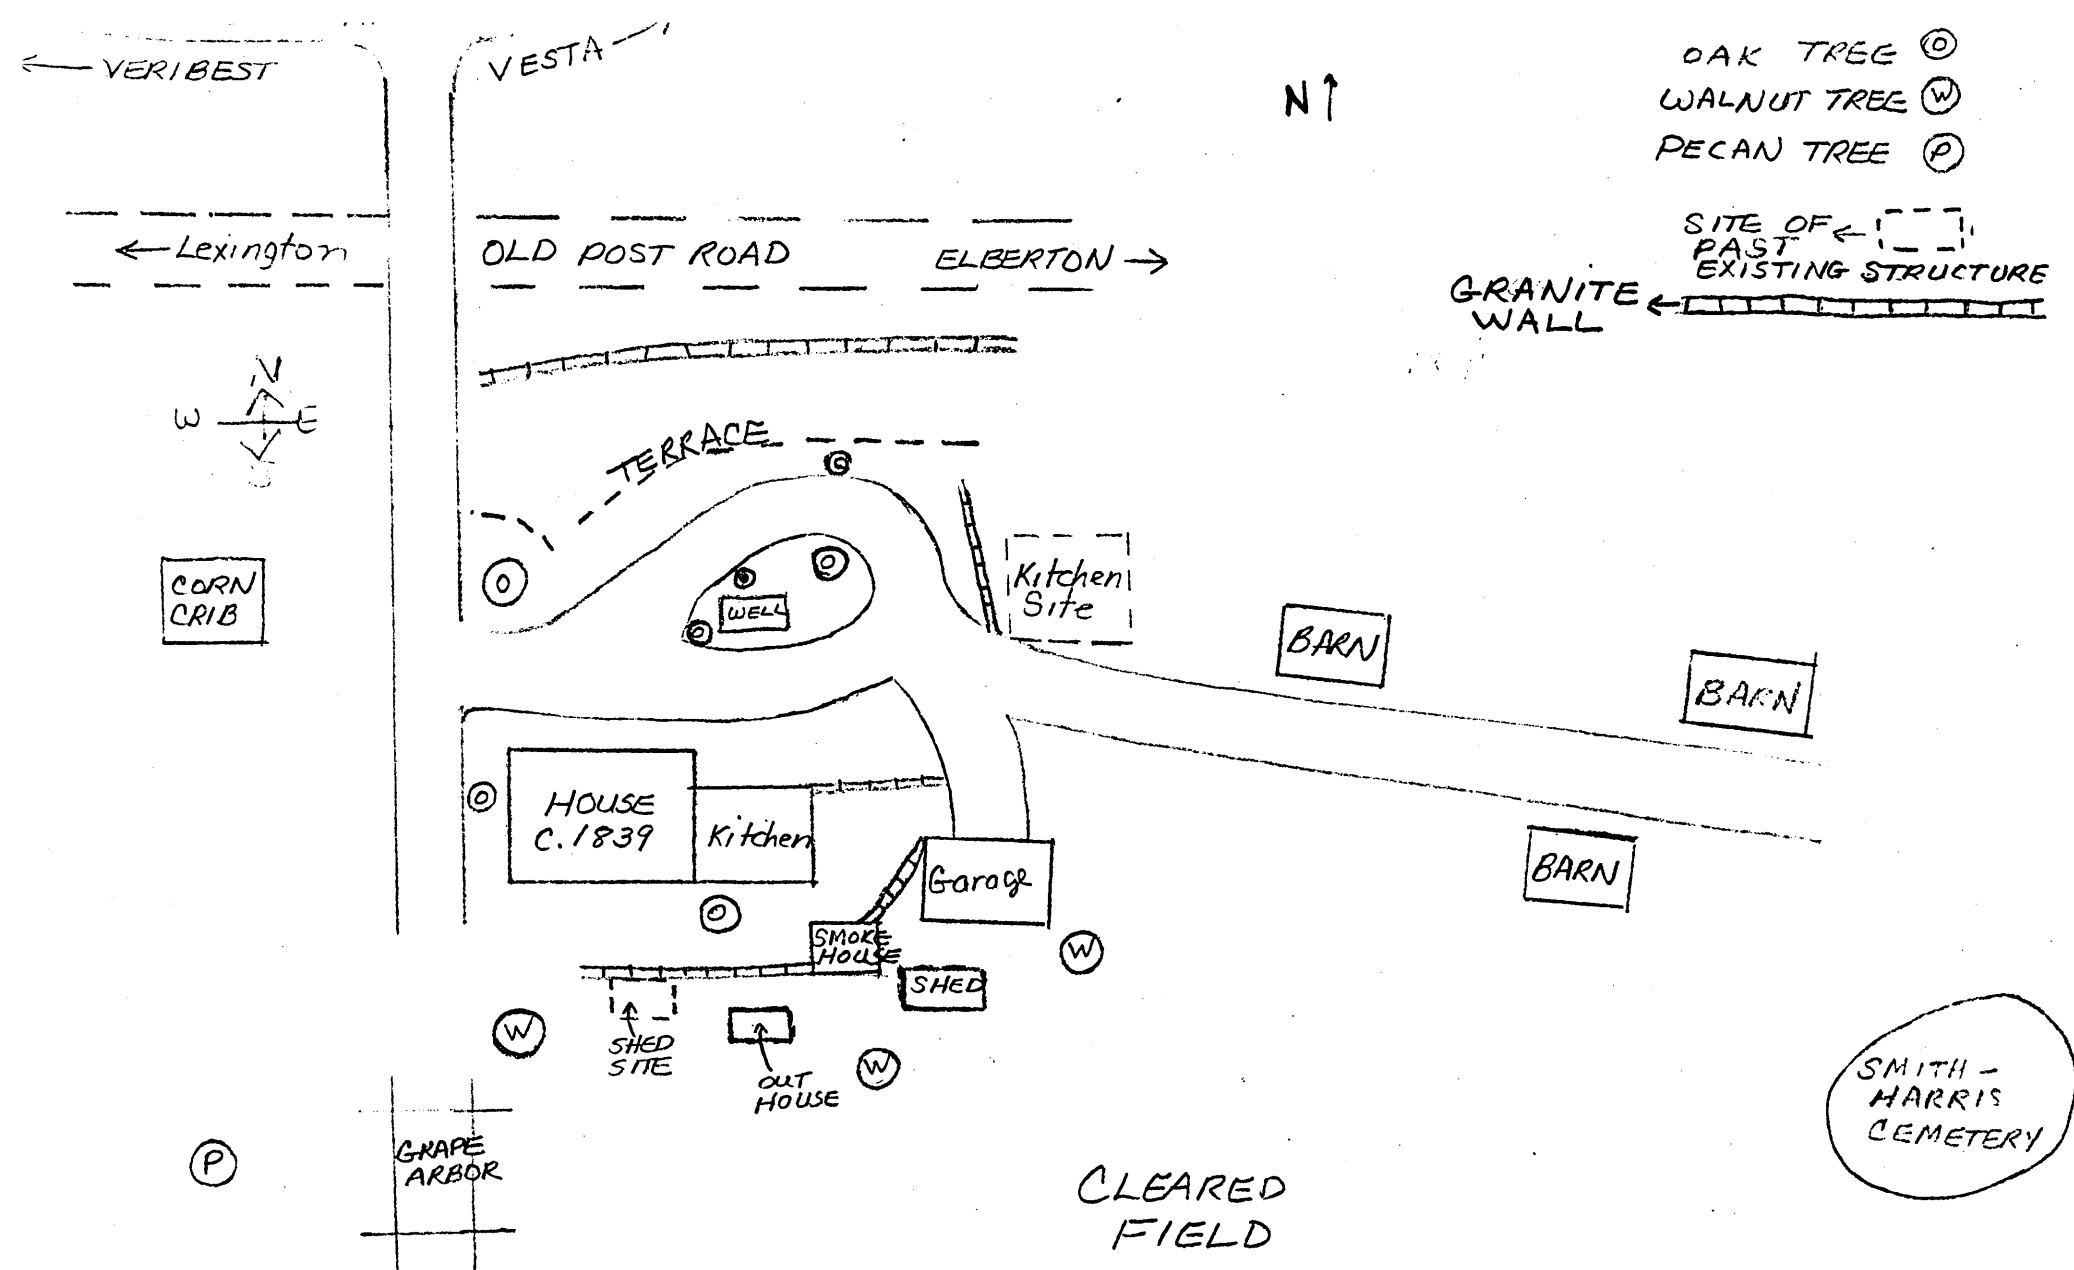 ← VERIBEST
VESTA
N ↑
OAK TREE O
WALNUT TREE W
PECAN TREE P
SITE OF ←
PAST
EXISTING STRUCTURE
GRANITE ←
WALL
← Lexington
OLD POST ROAD
ELBERTON →
N
W E
S
TERRACE
CORN
CRIB
WELL
Kitchen
Site
BARN
BARN
BARN
HOUSE
C. 1839
Kitchen
Garage
SMOKE
HOUSE
SHED
W
W
W
SHED
SITE
OUT
HOUSE
P
GRAPE
ARBOR
SMITH-
HARRIS
CEMETERY
CLEARED
FIELD